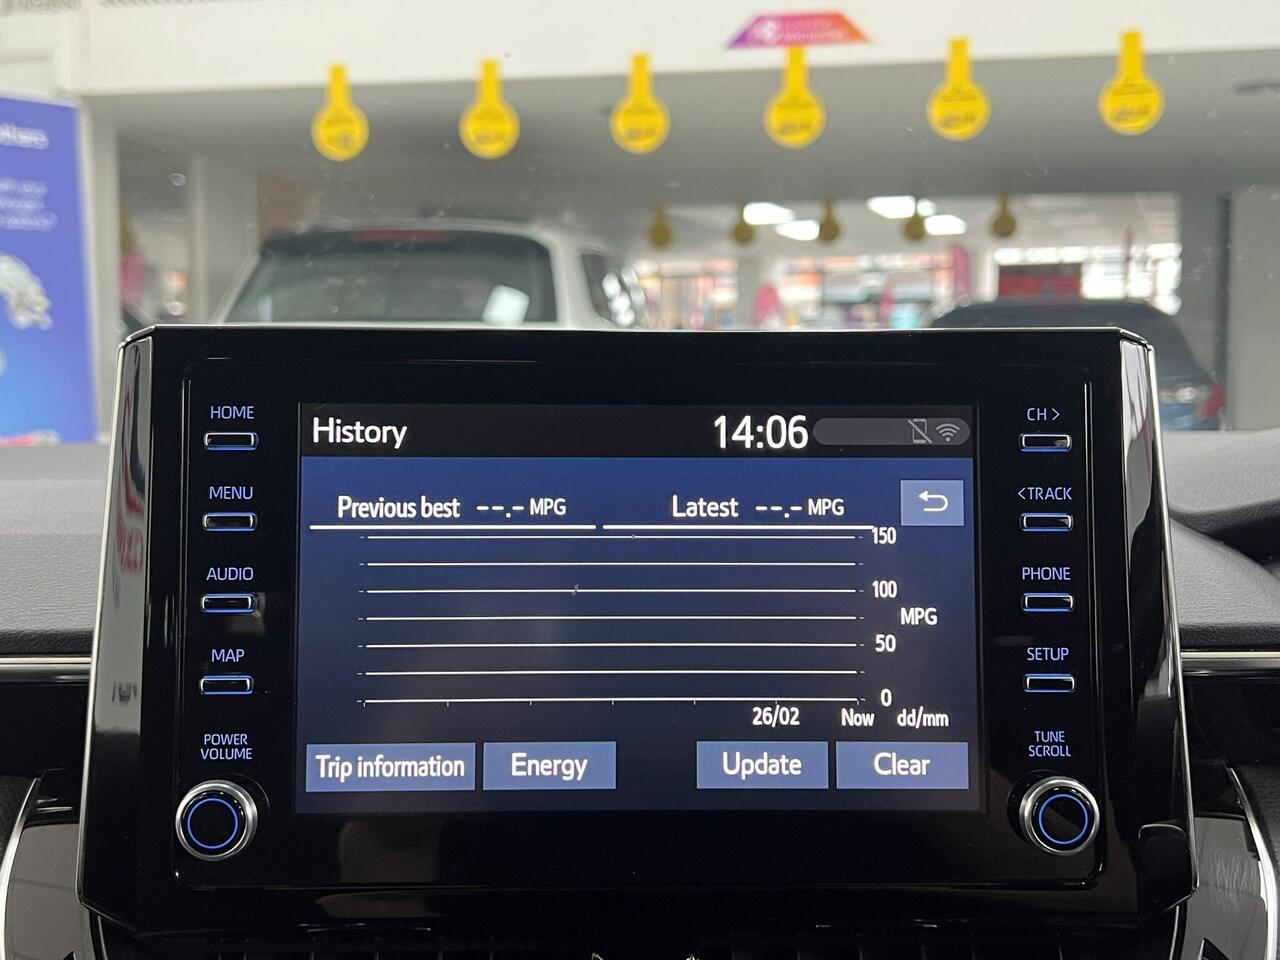 HOME
MENU
AUDIO
MAP
POWER
VOLUME
History 14:06
Previous best --.- MPG Latest --.- MPG
150
100
MPG
50
0
26/02 Now dd/mm
Trip information Energy Update Clear
CH >
<TRACK
PHONE
SETUP
TUNE
SCROLL